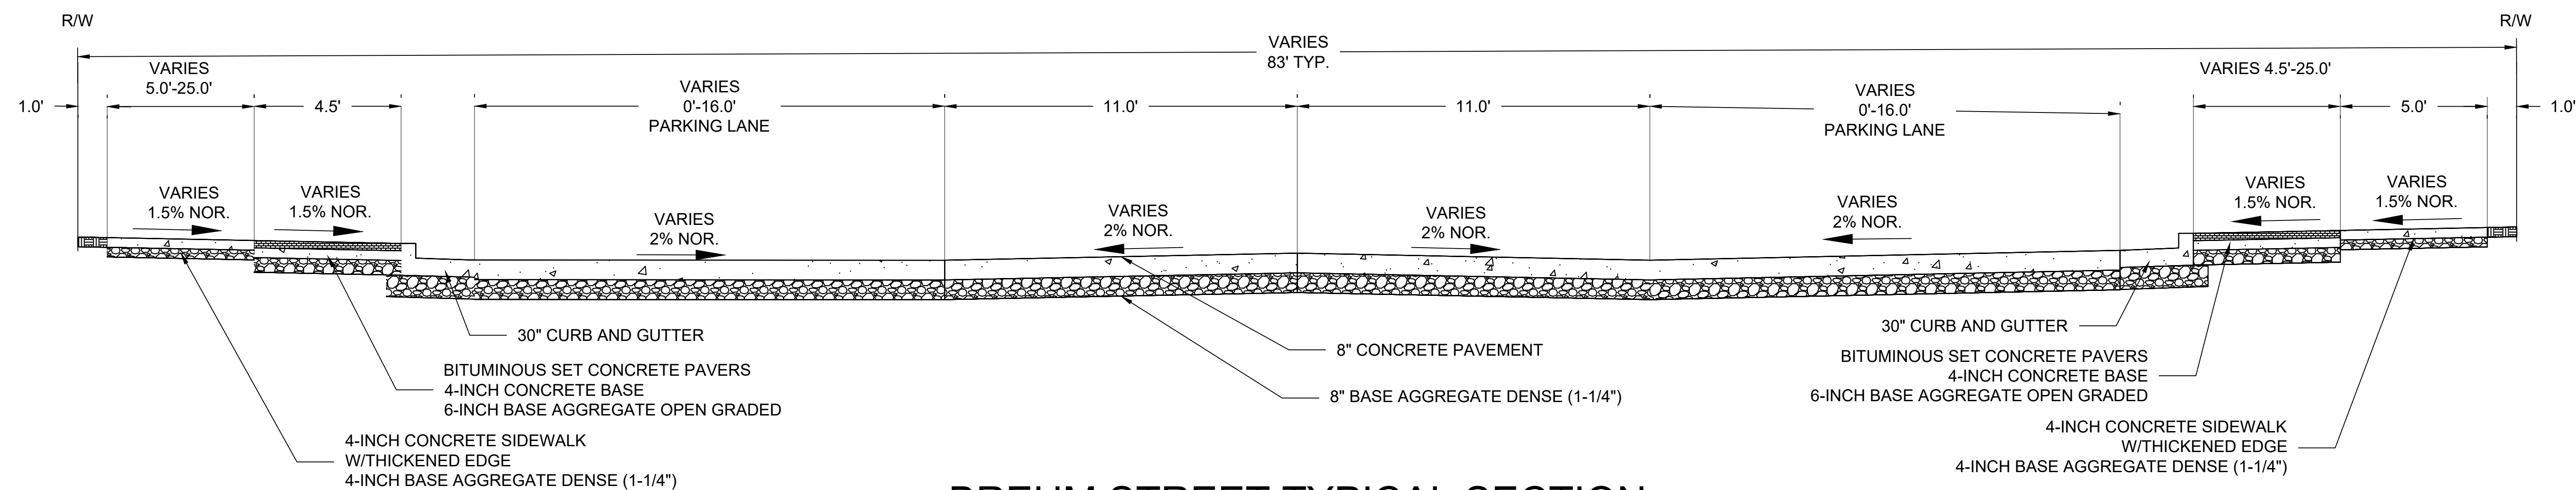 R/W
R/W
VARIES
83' TYP.
VARIES
5.0'-25.0'
VARIES 4.5'-25.0'
1.0'
4.5'
VARIES
0'-16.0'
PARKING LANE
11.0'
11.0'
VARIES
0'-16.0'
PARKING LANE
5.0'
1.0'
VARIES
1.5% NOR.
VARIES
1.5% NOR.
VARIES
2% NOR.
VARIES
2% NOR.
VARIES
2% NOR.
VARIES
2% NOR.
VARIES
1.5% NOR.
VARIES
1.5% NOR.
30" CURB AND GUTTER
BITUMINOUS SET CONCRETE PAVERS
4-INCH CONCRETE BASE
6-INCH BASE AGGREGATE OPEN GRADED
4-INCH CONCRETE SIDEWALK
W/THICKENED EDGE
4-INCH BASE AGGREGATE DENSE (1-1/4")
8" CONCRETE PAVEMENT
8" BASE AGGREGATE DENSE (1-1/4")
30" CURB AND GUTTER
BITUMINOUS SET CONCRETE PAVERS
4-INCH CONCRETE BASE
6-INCH BASE AGGREGATE OPEN GRADED
4-INCH CONCRETE SIDEWALK
W/THICKENED EDGE
4-INCH BASE AGGREGATE DENSE (1-1/4")
STREET TYPICAL SECTION